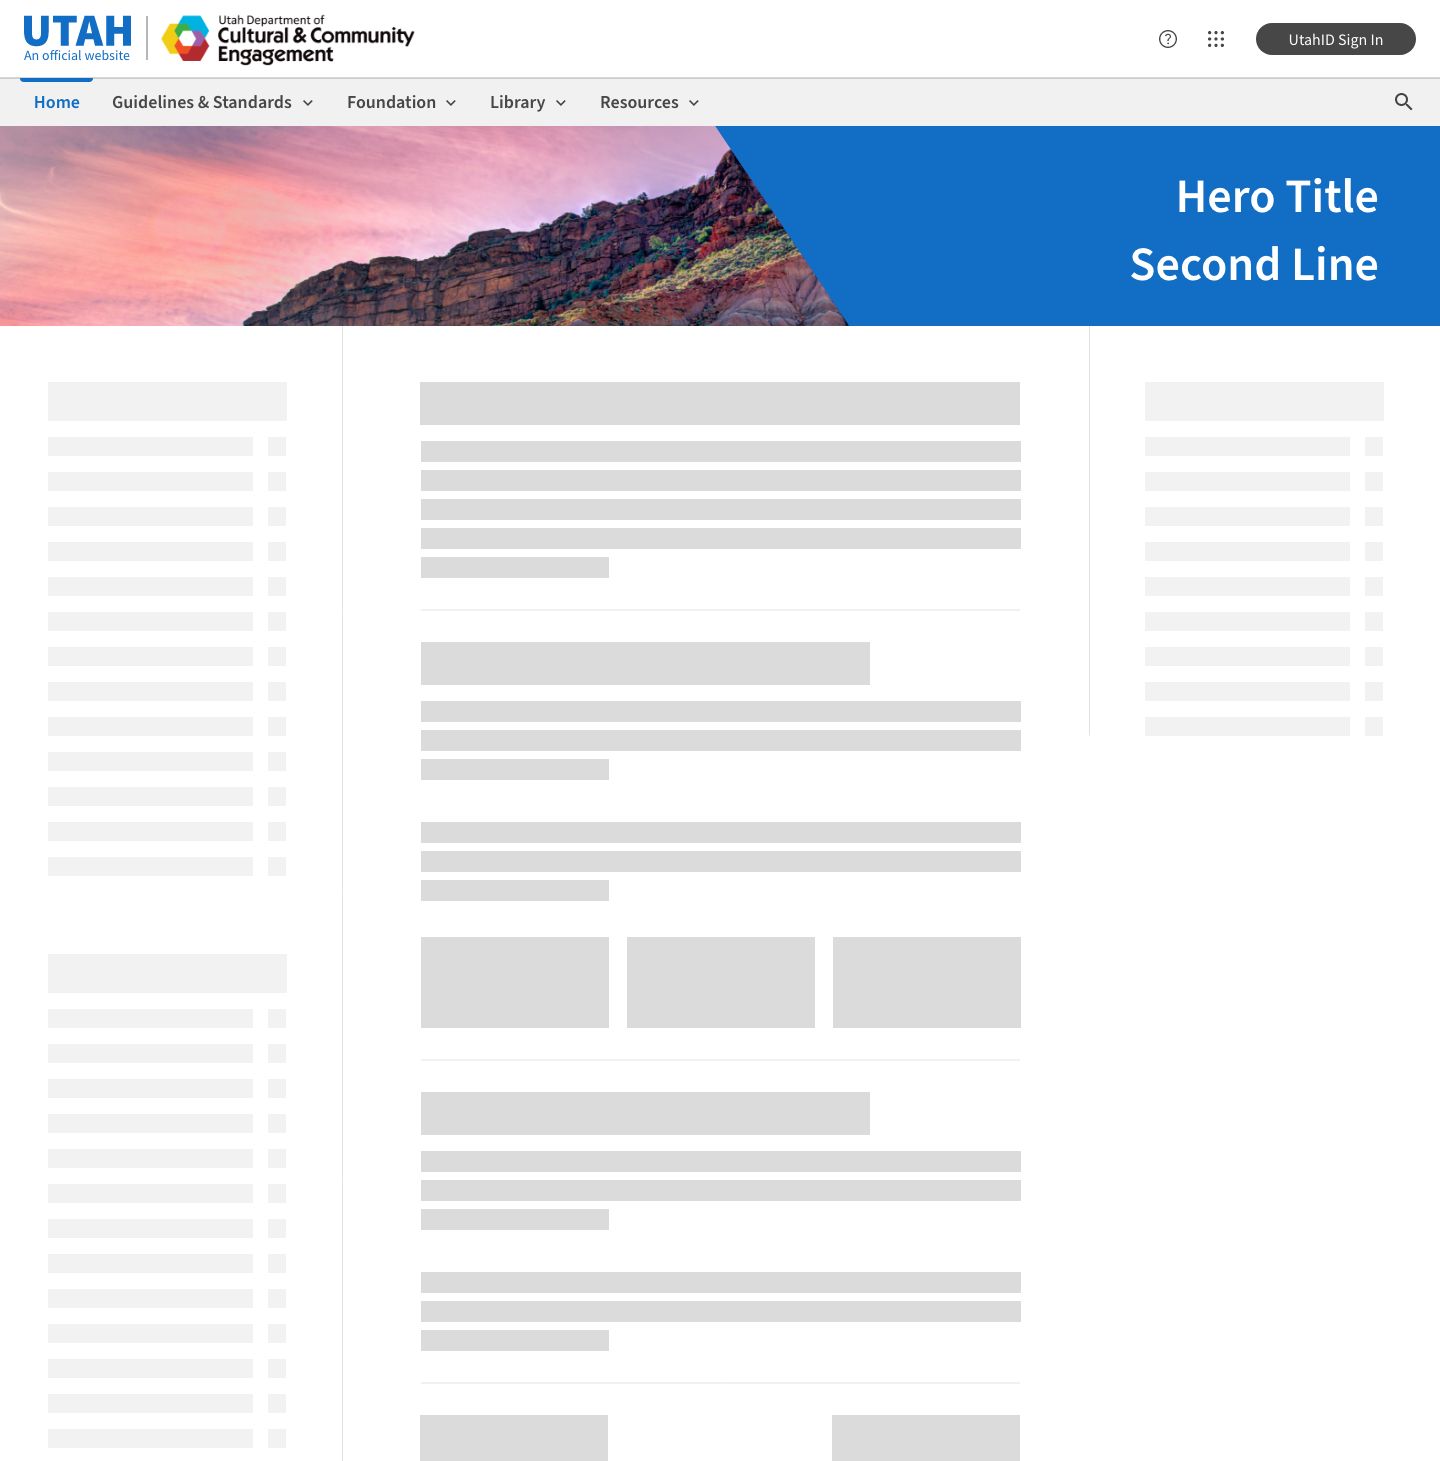 UTAH
An official website
Utah Department of
Cultural & Community
Engagement
UtahID Sign In
Home Guidelines & Standards Foundation Library Resources
Hero Title
Second Line